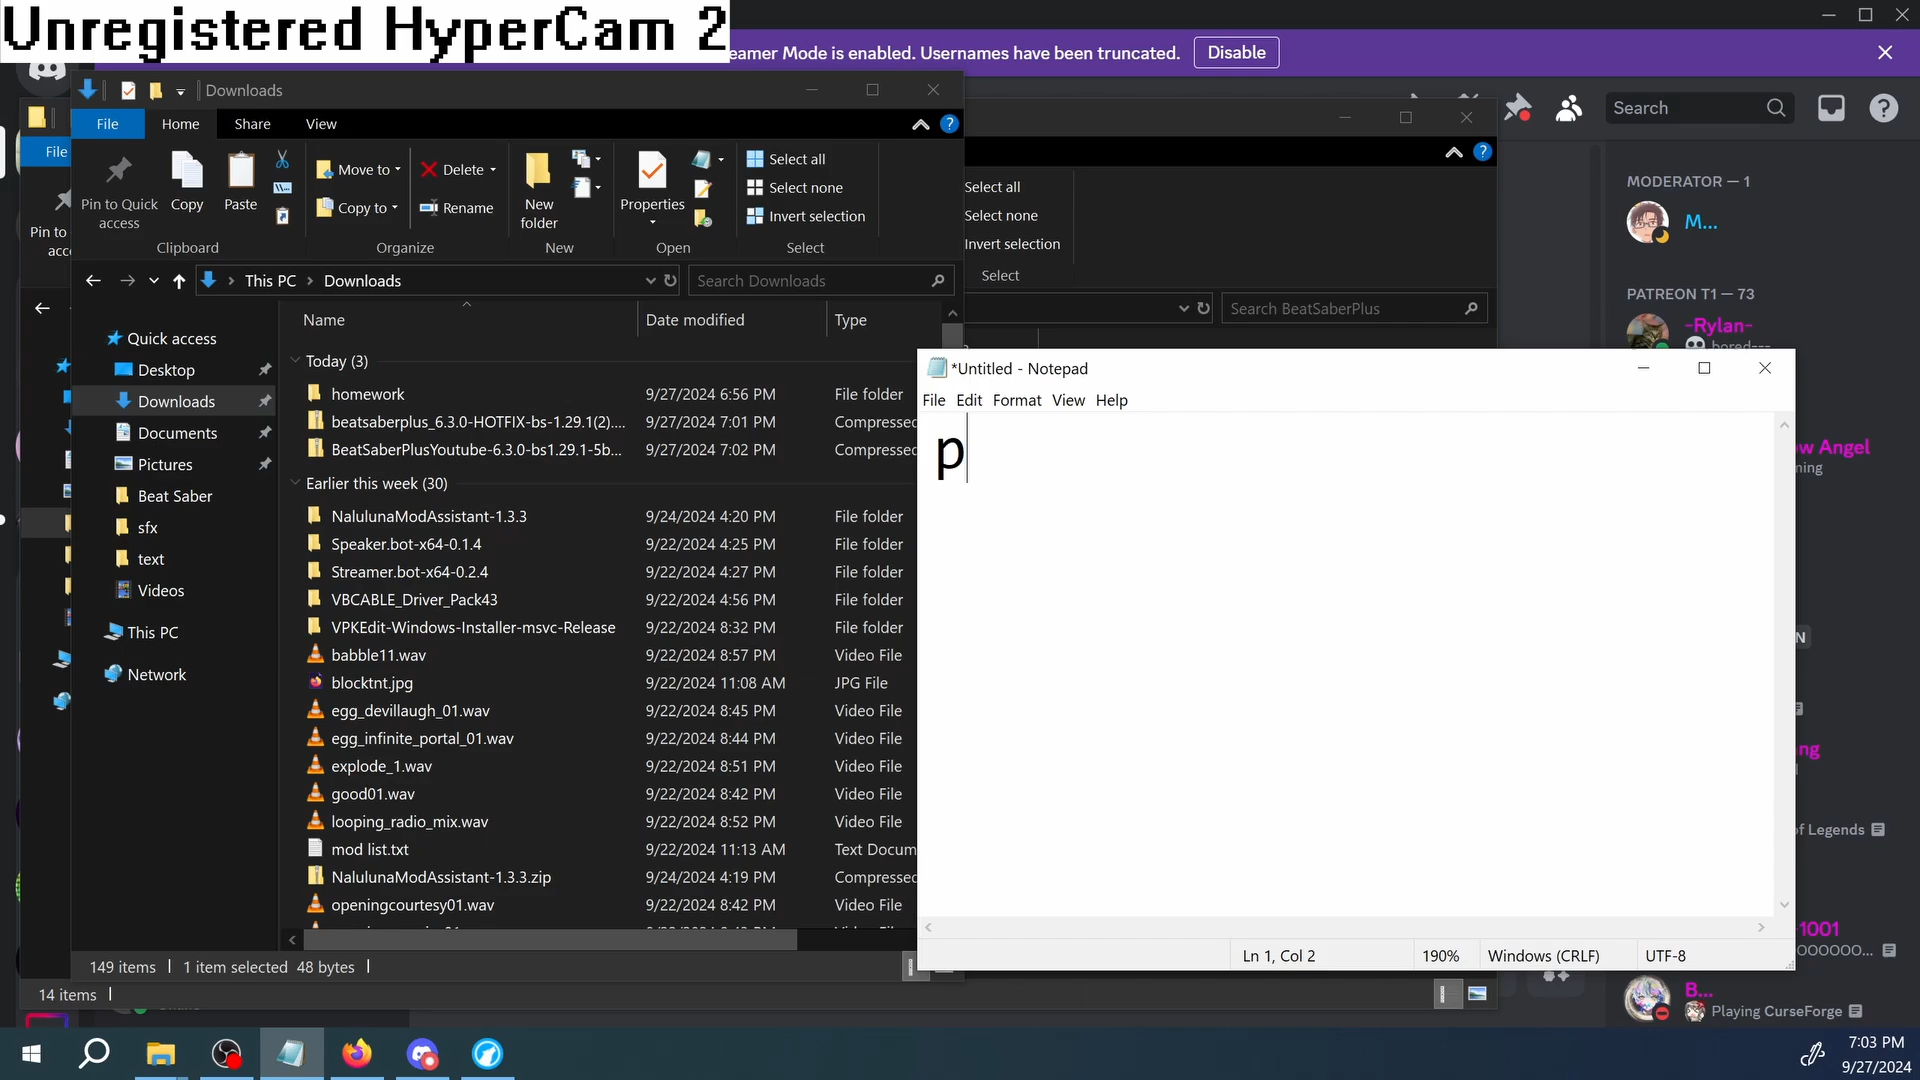 Unregistered HyperCam 2
eamer Mode is enabled. Usernames have been truncated.
Disable
Downloads
File
Home
Share
View
File
Pin to Quick access
Copy
Paste
Move to
Copy to
Delete
Rename
New folder
Properties
Select all
Select none
Invert selection
Clipboard
Organize
New
Open
Select
Pin to
acc
Select all
Select none
Invert selection
Select
Search
This PC
Downloads
Search Downloads
Search BeatSaberPlus
Quick access
Desktop
Downloads
Documents
Pictures
Beat Saber
sfx
text
Videos
This PC
Network
Name Date modified Type
Today (3)
homework 9/27/2024 6:56 PM File folder
beatsaberplus_6.3.0-HOTFIX-bs-1.29.1(2).... 9/27/2024 7:01 PM Compressed
BeatSaberPlusYoutube-6.3.0-bs1.29.1-5b... 9/27/2024 7:02 PM Compressed
Earlier this week (30)
NalulunaModAssistant-1.3.3 9/24/2024 4:20 PM File folder
Speaker.bot-x64-0.1.4 9/22/2024 4:25 PM File folder
Streamer.bot-x64-0.2.4 9/22/2024 4:27 PM File folder
VBCABLE_Driver_Pack43 9/22/2024 4:56 PM File folder
VPKEdit-Windows-Installer-msvc-Release 9/22/2024 8:32 PM File folder
babble11.wav 9/22/2024 8:57 PM Video File
blocktnt.jpg 9/22/2024 11:08 AM JPG File
egg_devillaugh_01.wav 9/22/2024 8:45 PM Video File
egg_infinite_portal_01.wav 9/22/2024 8:44 PM Video File
explode_1.wav 9/22/2024 8:51 PM Video File
good01.wav 9/22/2024 8:42 PM Video File
looping_radio_mix.wav 9/22/2024 8:52 PM Video File
mod list.txt 9/22/2024 11:13 AM Text Docum
NalulunaModAssistant-1.3.3.zip 9/24/2024 4:19 PM Compressed
openingcourtesy01.wav 9/22/2024 8:42 PM Video File
149 items
1 item selected 48 bytes
14 items
*Untitled - Notepad
File Edit Format View Help
p
Ln 1, Col 2
190%
Windows (CRLF)
UTF-8
MODERATOR — 1
M...
PATREON T1 — 73
-Rylan-
bored---
ow Angel
ning
N
ng
of Legends
-1001
OOOOOO...
B...
Playing CurseForge
7:03 PM
9/27/2024